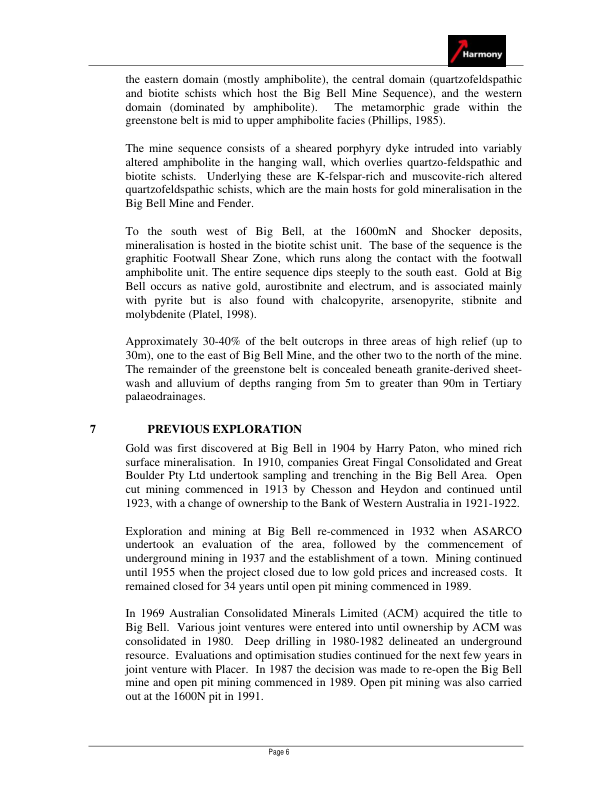 Harmony
the eastern domain (mostly amphibolite), the central domain (quartzofeldspathic
and biotite schists which host the Big Bell Mine Sequence), and the western
domain (dominated by amphibolite). The metamorphic grade within the
greenstone belt is mid to upper amphibolite facies (Phillips, 1985).
The mine sequence consists of a sheared porphyry dyke intruded into variably
altered amphibolite in the hanging wall, which overlies quartzo-feldspathic and
biotite schists. Underlying these are K-felspar-rich and muscovite-rich altered
quartzofeldspathic schists, which are the main hosts for gold mineralisation in the
Big Bell Mine and Fender.
To the south west of Big Bell, at the 1600mN and Shocker deposits,
mineralisation is hosted in the biotite schist unit. The base of the sequence is the
graphitic Footwall Shear Zone, which runs along the contact with the footwall
amphibolite unit. The entire sequence dips steeply to the south east. Gold at Big
Bell occurs as native gold, aurostibnite and electrum, and is associated mainly
with pyrite but is also found with chalcopyrite, arsenopyrite, stibnite and
molybdenite (Platel, 1998).
Approximately 30-40% of the belt outcrops in three areas of high relief (up to
30m), one to the east of Big Bell Mine, and the other two to the north of the mine.
The remainder of the greenstone belt is concealed beneath granite-derived sheet-
wash and alluvium of depths ranging from 5m to greater than 90m in Tertiary
palaeodrainages.
7 PREVIOUS EXPLORATION
Gold was first discovered at Big Bell in 1904 by Harry Paton, who mined rich
surface mineralisation. In 1910, companies Great Fingal Consolidated and Great
Boulder Pty Ltd undertook sampling and trenching in the Big Bell Area. Open
cut mining commenced in 1913 by Chesson and Heydon and continued until
1923, with a change of ownership to the Bank of Western Australia in 1921-1922.
Exploration and mining at Big Bell re-commenced in 1932 when ASARCO
undertook an evaluation of the area, followed by the commencement of
underground mining in 1937 and the establishment of a town. Mining continued
until 1955 when the project closed due to low gold prices and increased costs. It
remained closed for 34 years until open pit mining commenced in 1989.
In 1969 Australian Consolidated Minerals Limited (ACM) acquired the title to
Big Bell. Various joint ventures were entered into until ownership by ACM was
consolidated in 1980. Deep drilling in 1980-1982 delineated an underground
resource. Evaluations and optimisation studies continued for the next few years in
joint venture with Placer. In 1987 the decision was made to re-open the Big Bell
mine and open pit mining commenced in 1989. Open pit mining was also carried
out at the 1600N pit in 1991.
Page 6